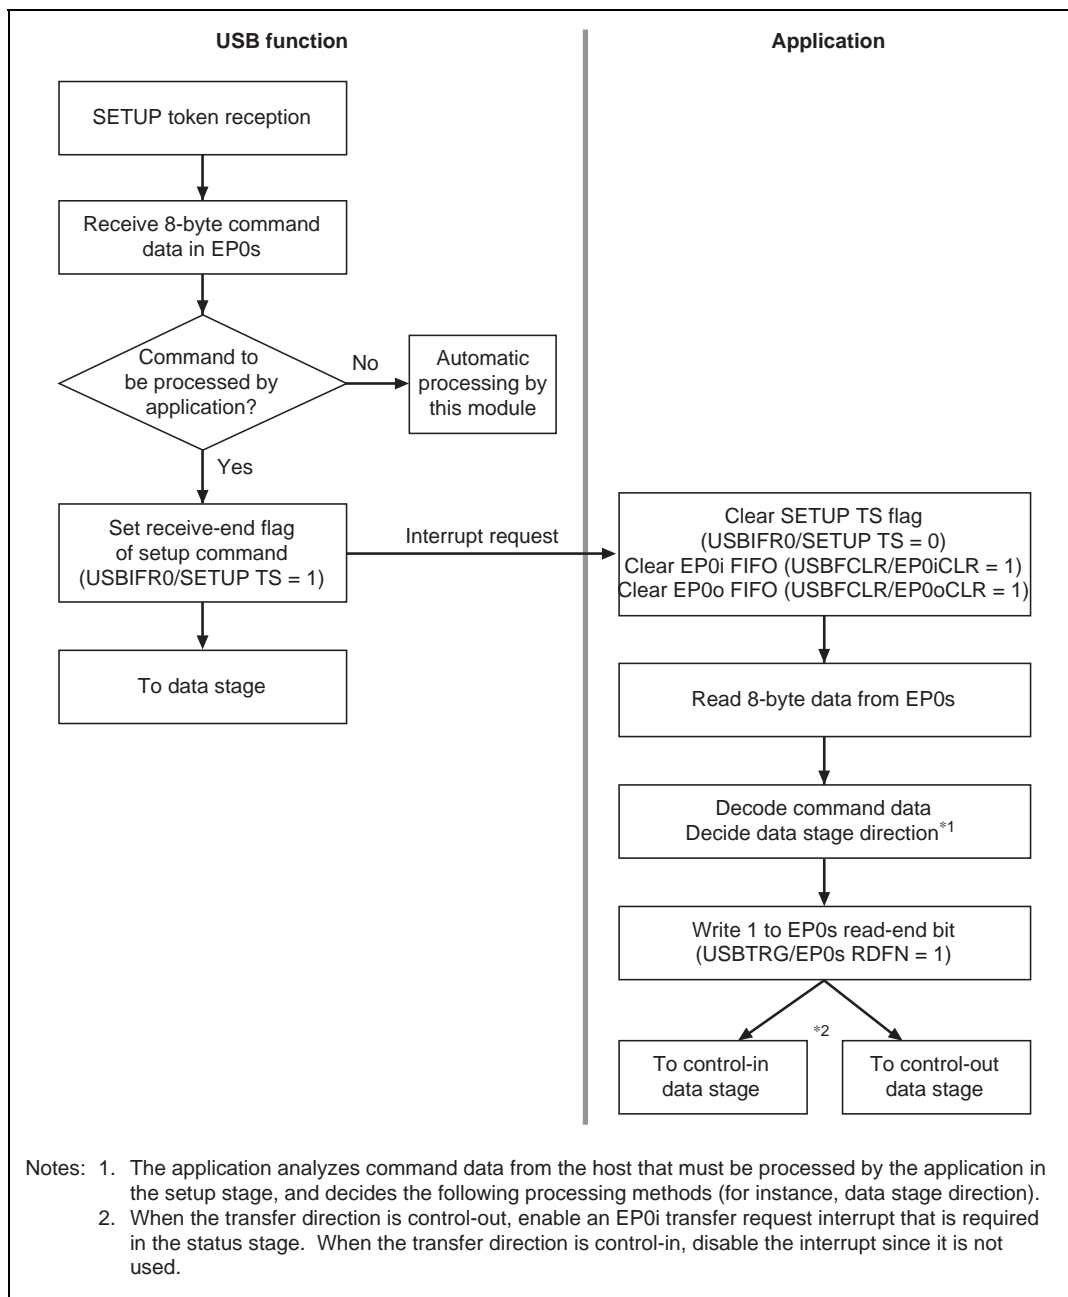 USB function
Application
SETUP token reception
Receive 8-byte command
data in EP0s
Command to
be processed by
application?
No
Automatic
processing by
this module
Yes
Set receive-end flag
of setup command
(USBIFR0/SETUP TS = 1)
Interrupt request
To data stage
Clear SETUP TS flag
(USBIFR0/SETUP TS = 0)
Clear EP0i FIFO (USBFCLR/EP0iCLR = 1)
Clear EP0o FIFO (USBFCLR/EP0oCLR = 1)
Read 8-byte data from EP0s
Decode command data
Decide data stage direction*1
Write 1 to EP0s read-end bit
(USBTRG/EP0s RDFN = 1)
*2
To control-in
data stage
To control-out
data stage
Notes: 1. The application analyzes command data from the host that must be processed by the application in
the setup stage, and decides the following processing methods (for instance, data stage direction).
2. When the transfer direction is control-out, enable an EP0i transfer request interrupt that is required
in the status stage. When the transfer direction is control-in, disable the interrupt since it is not
used.